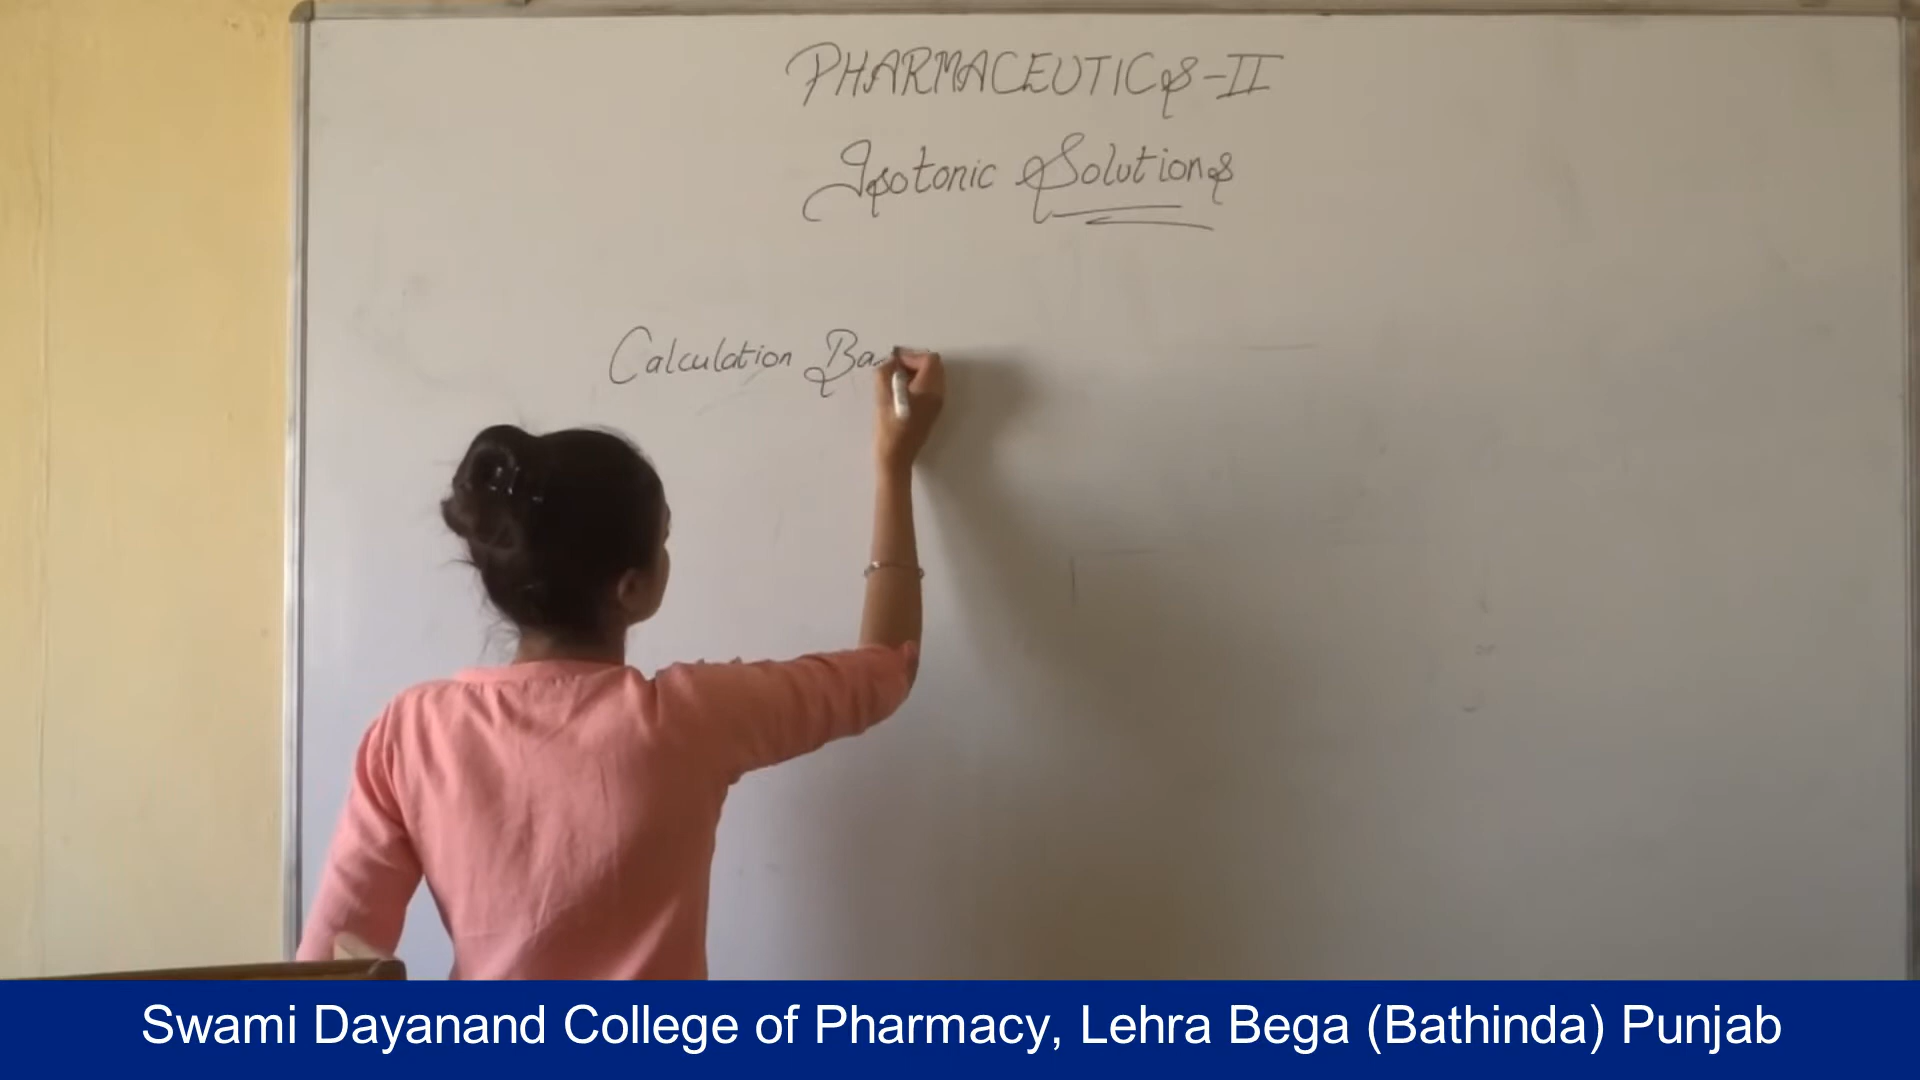 PHARMACEUTICS-II
Isotonic Solutions
Calculation Ba
Swami Dayanand College of Pharmacy, Lehra Bega (Bathinda) Punjab